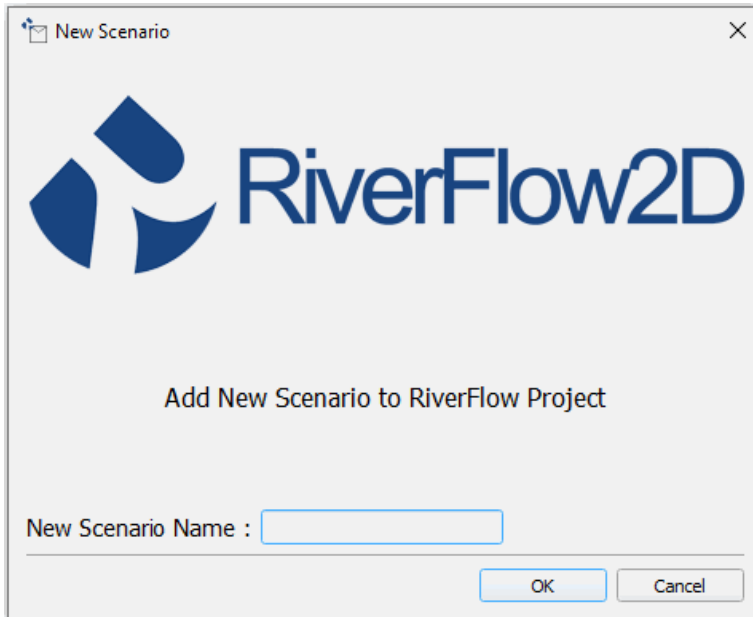 New Scenario
RiverFlow2D
Add New Scenario to RiverFlow Project
New Scenario Name :
OK Cancel